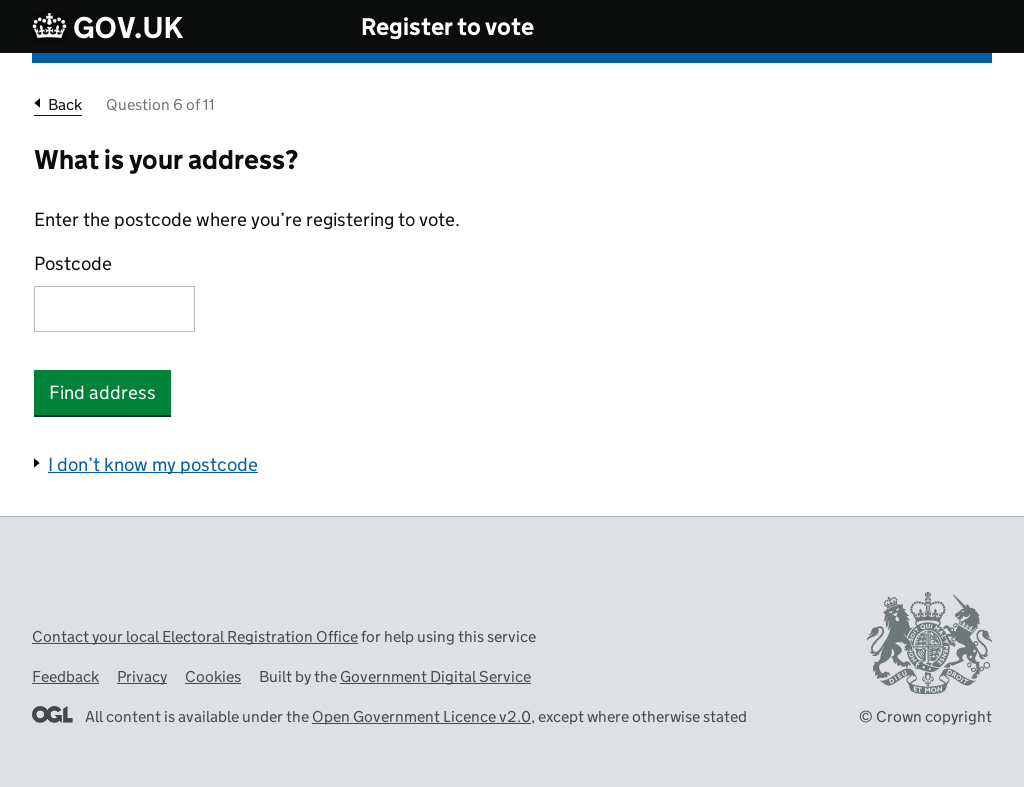 GOV.UK
Register to vote
Back
Question 6 of 11
What is your address?
Enter the postcode where you’re registering to vote.
Postcode
Find address
I don’t know my postcode
Contact your local Electoral Registration Office for help using this service
Feedback Privacy Cookies Built by the Government Digital Service
OGL All content is available under the Open Government Licence v2.0, except where otherwise stated
DIEU ET MON DROIT
© Crown copyright